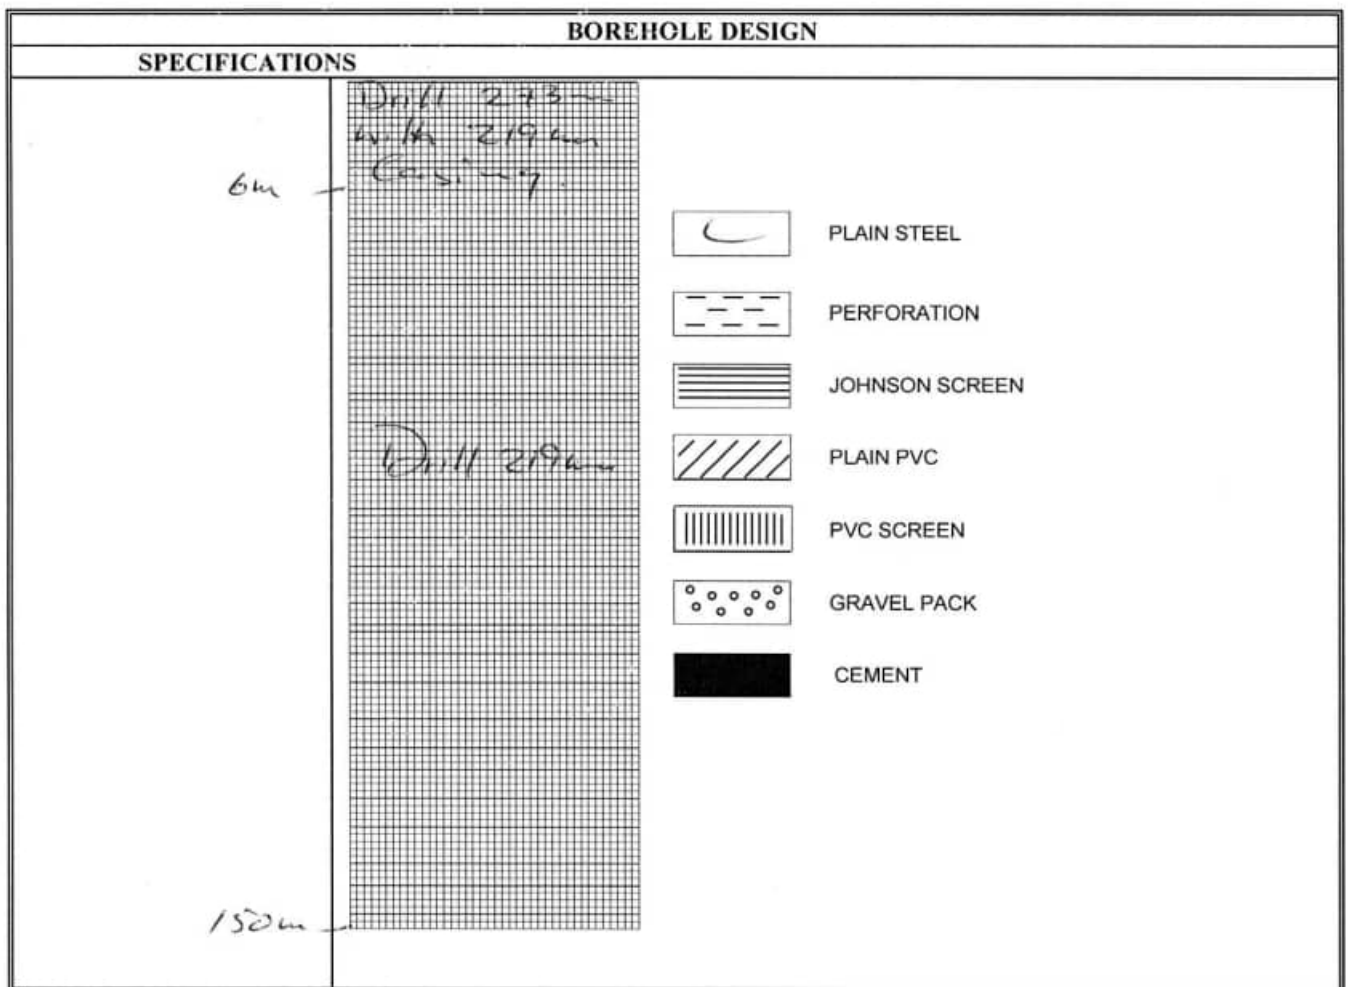 BOREHOLE DESIGN
SPECIFICATIONS
Drill 273mm
with 219mm
Casing.
6m
PLAIN STEEL
PERFORATION
JOHNSON SCREEN
PLAIN PVC
Drill 219mm
PVC SCREEN
GRAVEL PACK
CEMENT
150m